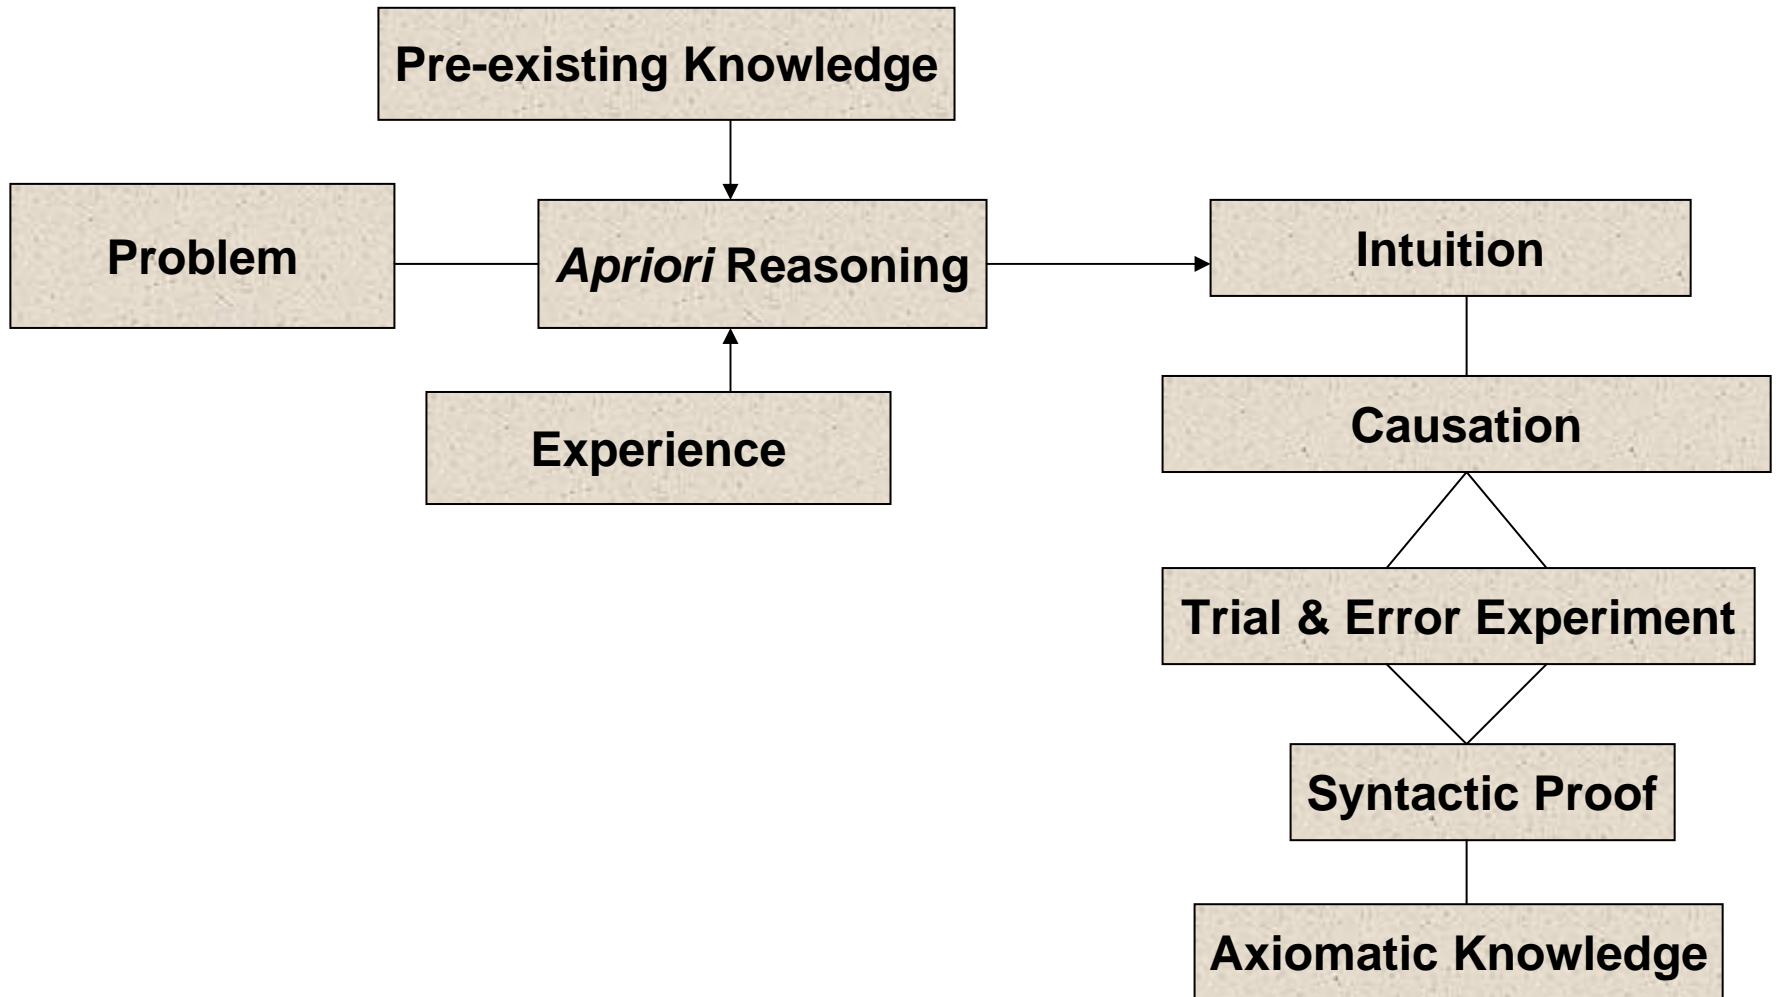 Pre-existing Knowledge
Problem
Apriori Reasoning
Intuition
Experience
Causation
Trial & Error Experiment
Syntactic Proof
Axiomatic Knowledge